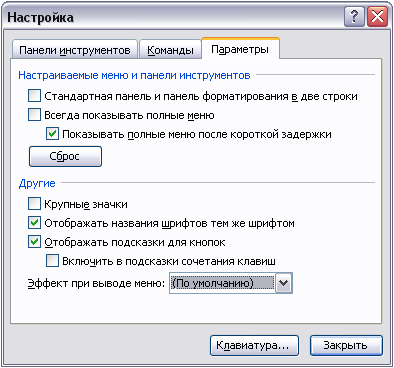 Настройка
Панели инструментов Команды Параметры
Настраиваемые меню и панели инструментов
Стандартная панель и панель форматирования в две строки
Всегда показывать полные меню
Показывать полные меню после короткой задержки
Сброс
Другие
Крупные значки
Отображать названия шрифтов тем же шрифтом
Отображать подсказки для кнопок
Включить в подсказки сочетания клавиш
Эффект при выводе меню: (По умолчанию)
Клавиатура... Закрыть